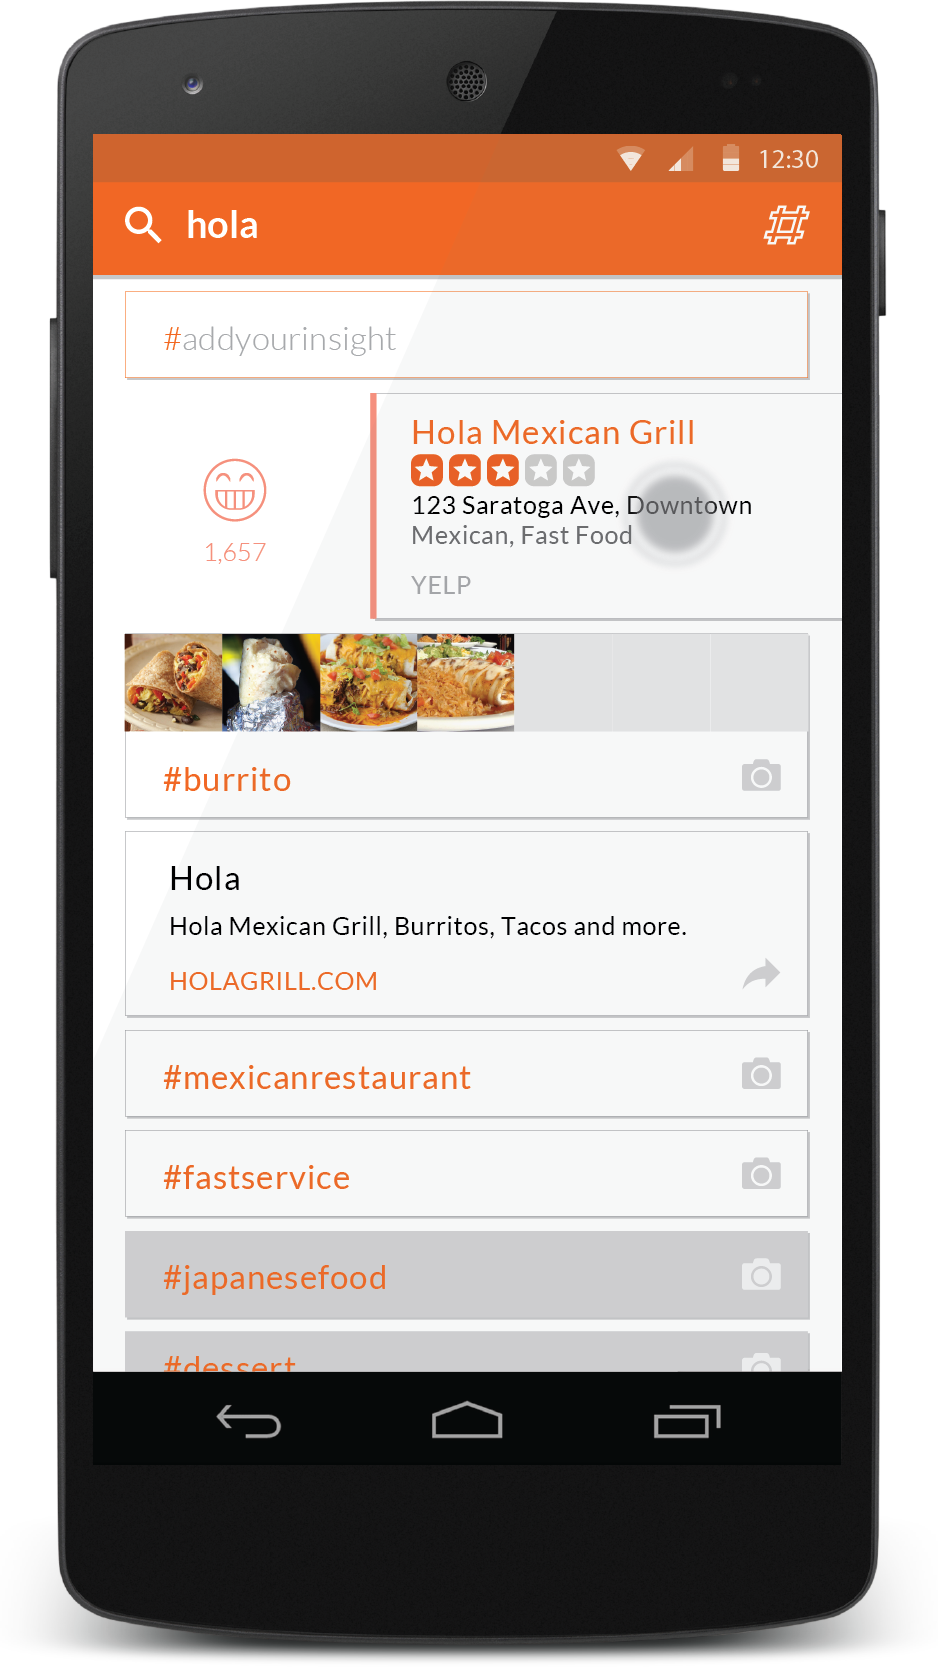 12:30
hola
#addyourinsight
Hola Mexican Grill
123 Saratoga Ave, Downtown
Mexican, Fast Food
1,657
YELP
#burrito
Hola
Hola Mexican Grill, Burritos, Tacos and more.
HOLAGRILL.COM
#mexicanrestaurant
#fastservice
#japanesefood
#dessert